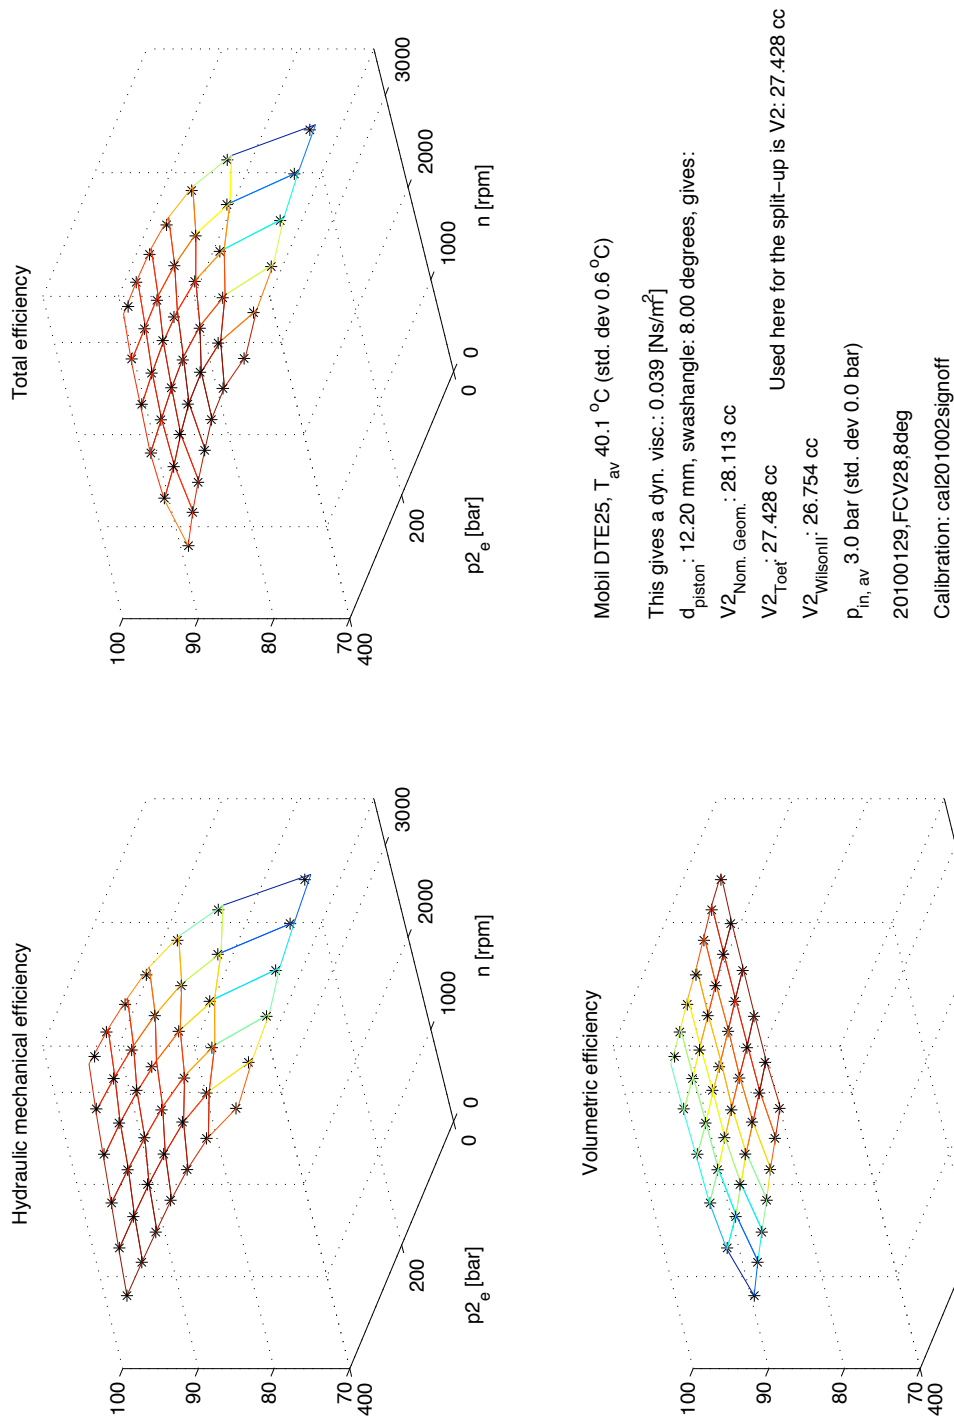 Hydraulic mechanical efficiency
100
90
80
70
400
200
0
p2e [bar]
0
1000
2000
3000
n [rpm]
Total efficiency
100
90
80
70
400
200
0
p2e [bar]
0
1000
2000
3000
n [rpm]
Volumetric efficiency
100
90
80
70
400
Mobil DTE25, Tav 40.1 °C (std. dev 0.6 °C)
This gives a dyn. visc.: 0.039 [Ns/m²]
dpiston: 12.20 mm, swashangle: 8.00 degrees, gives:
V2Nom. Geom.: 28.113 cc
V2Toet: 27.428 cc Used here for the split−up is V2: 27.428 cc
V2WilsonII: 26.754 cc
pin, av 3.0 bar (std. dev 0.0 bar)
20100129,FCV28,8deg
Calibration: cal201002signoff